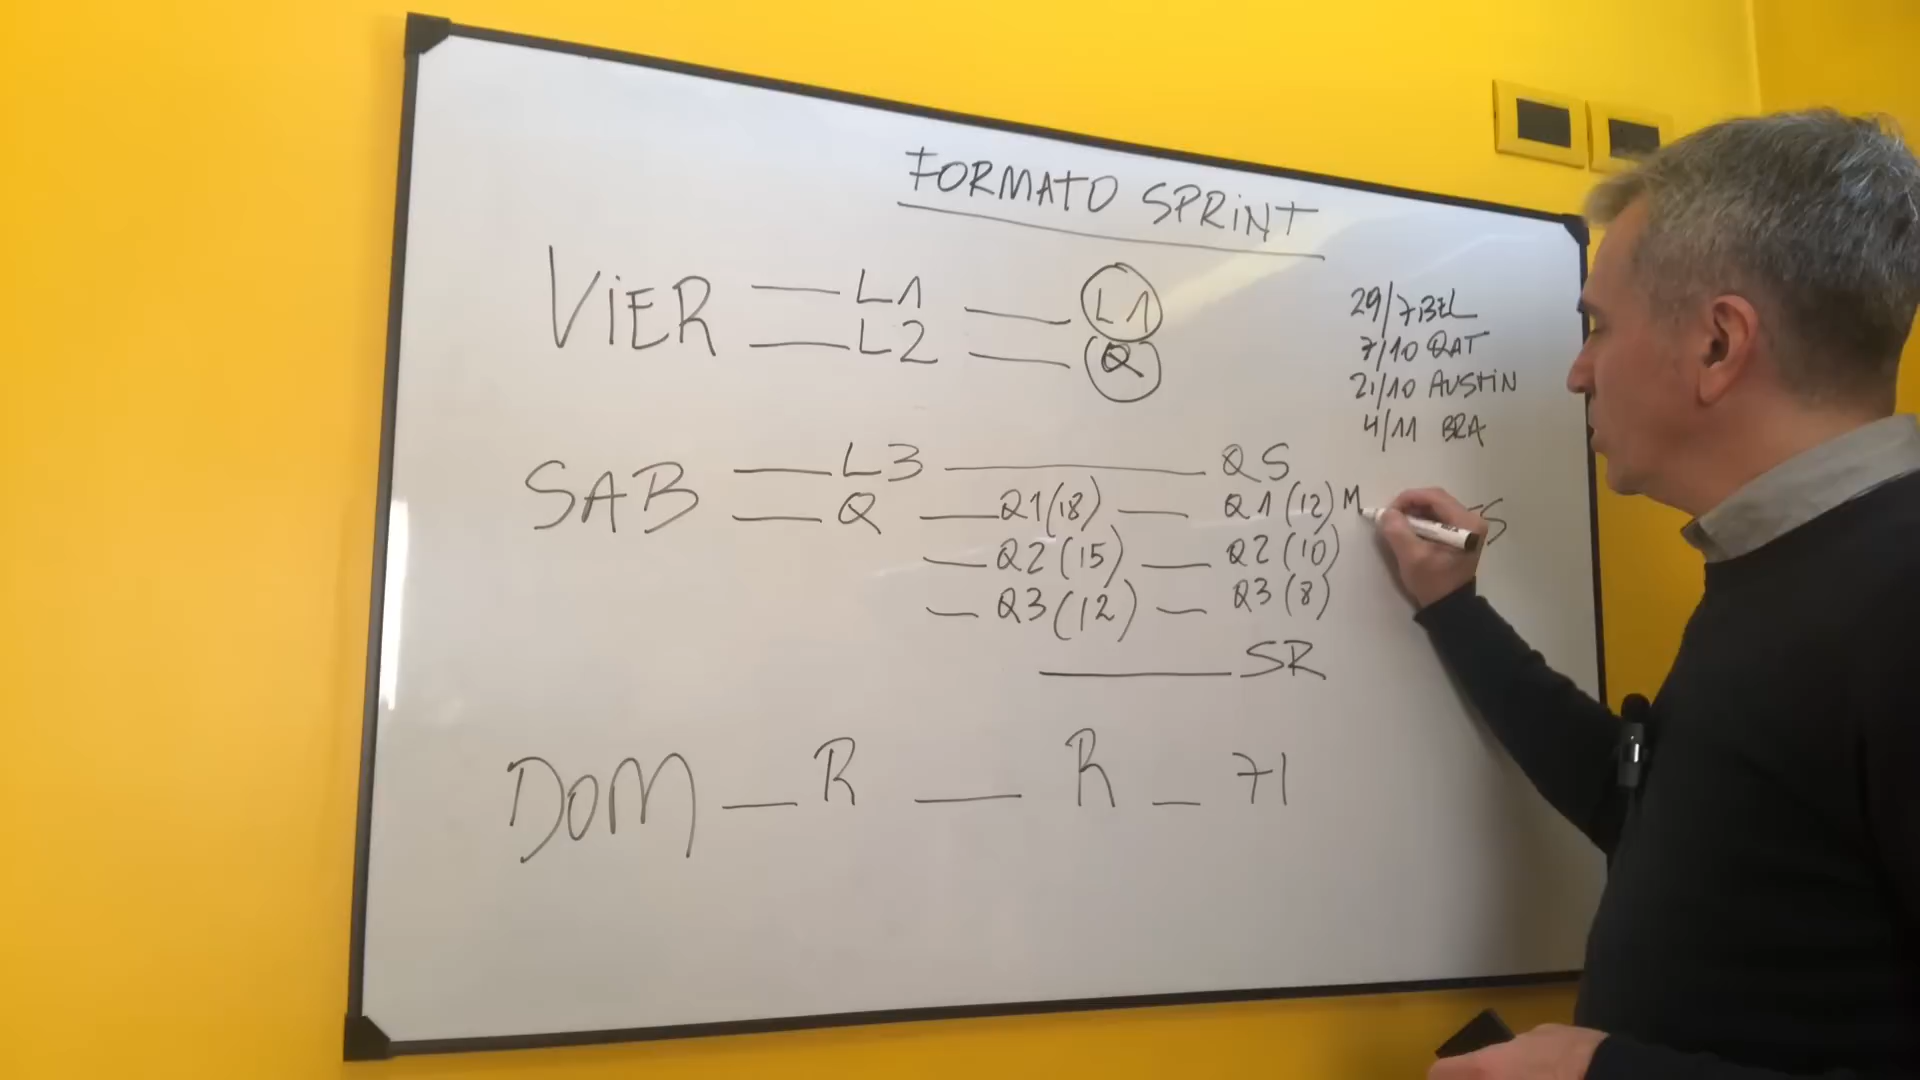 FORMATO SPRINT
VIER — L1 — L1
— L2 — Q
29/7 BEL
7/10 QAT
21/10 AUSTIN
4/11 BRA
SAB — L3 — QS
— Q — Q1 (18) — Q1 (12) M
— Q2 (15) — Q2 (10)
— Q3 (12) — Q3 (8)
— SR
DOM — R — R — 71